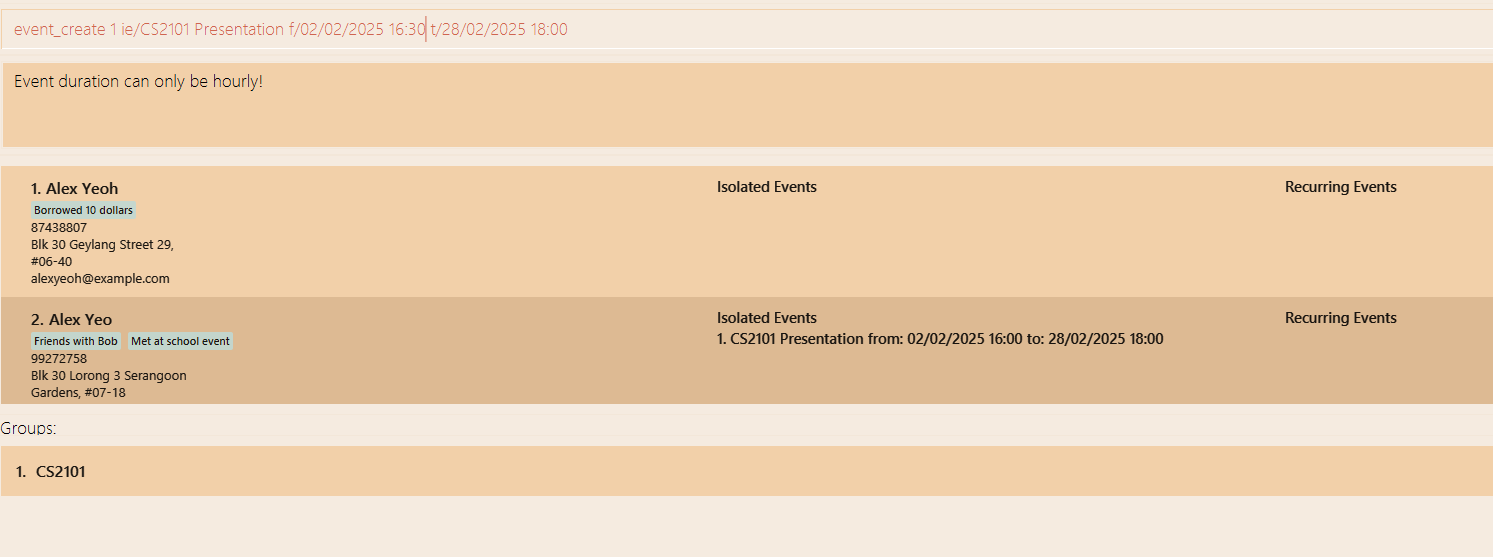 event_create 1 ie/CS2101 Presentation f/02/02/2025 16:30 t/28/02/2025 18:00
Event duration can only be hourly!
1. Alex Yeoh
Borrowed 10 dollars
87438807
Blk 30 Geylang Street 29,
#06-40
alexyeoh@example.com
Isolated Events
Recurring Events
2. Alex Yeo
Friends with Bob Met at school event
99272758
Blk 30 Lorong 3 Serangoon
Gardens, #07-18
Isolated Events
1. CS2101 Presentation from: 02/02/2025 16:00 to: 28/02/2025 18:00
Recurring Events
Groups:
1. CS2101